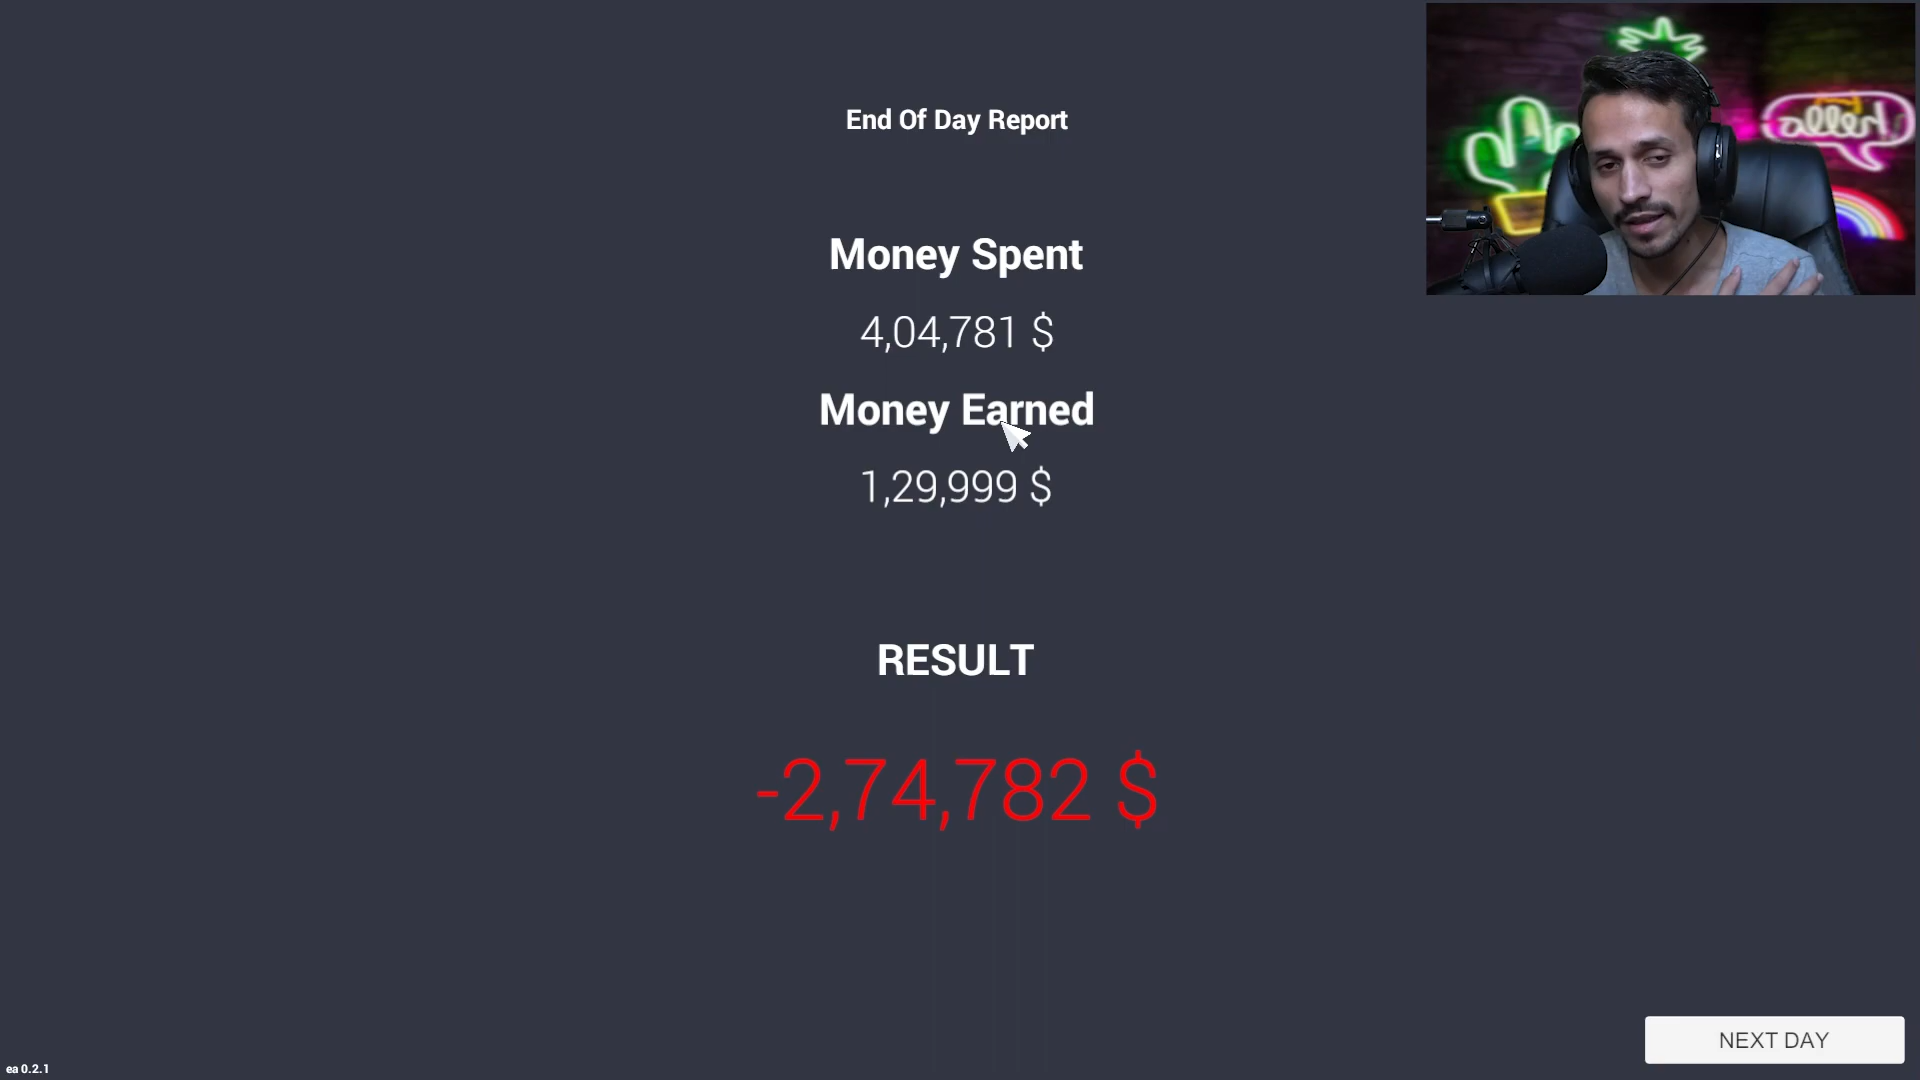 End Of Day Report
Money Spent
4,04,781 $
Money Earned
1,29,999 $
RESULT
-2,74,782 $
NEXT DAY
ea 0.2.1